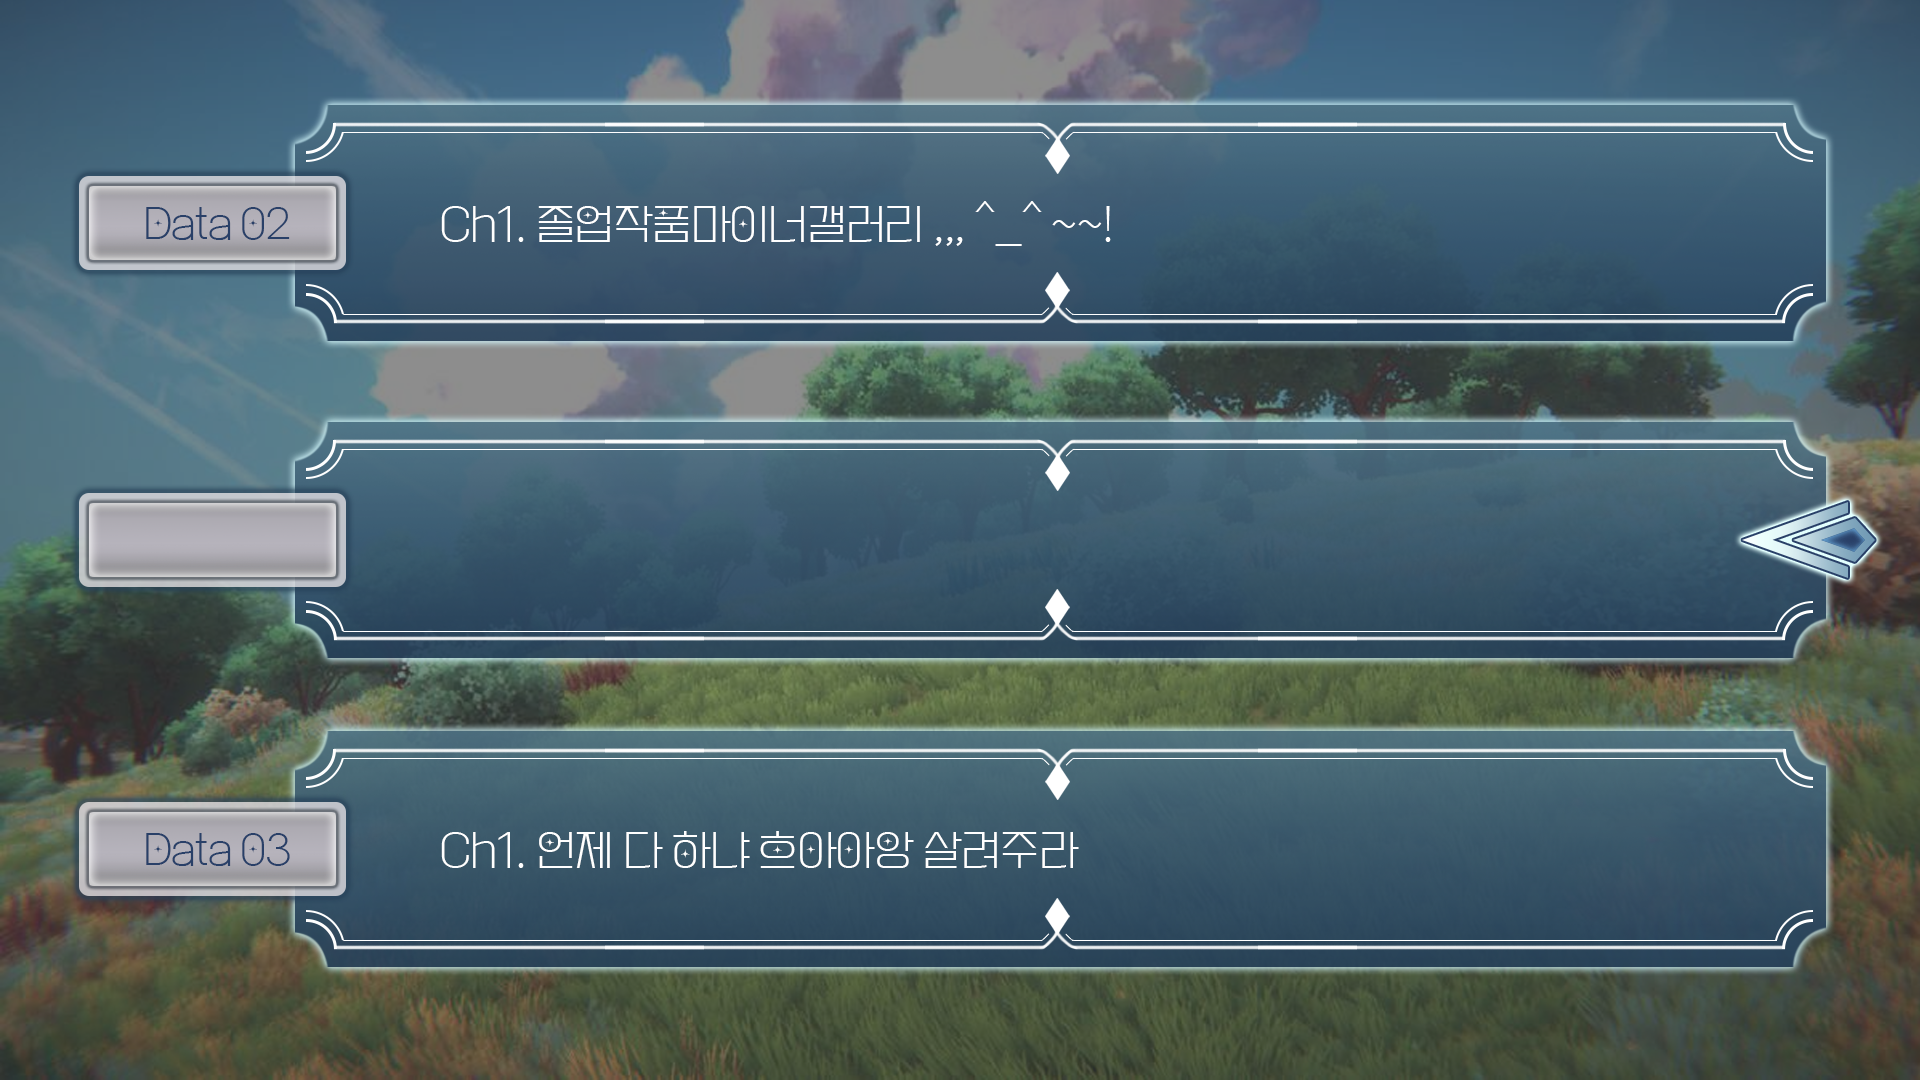 Data 02
Ch1. 졸업작품마이너갤러리 ,,, ^_^ ~~!
Data 03
Ch1. 언제 다 하냐 흐아아앙 살려주라